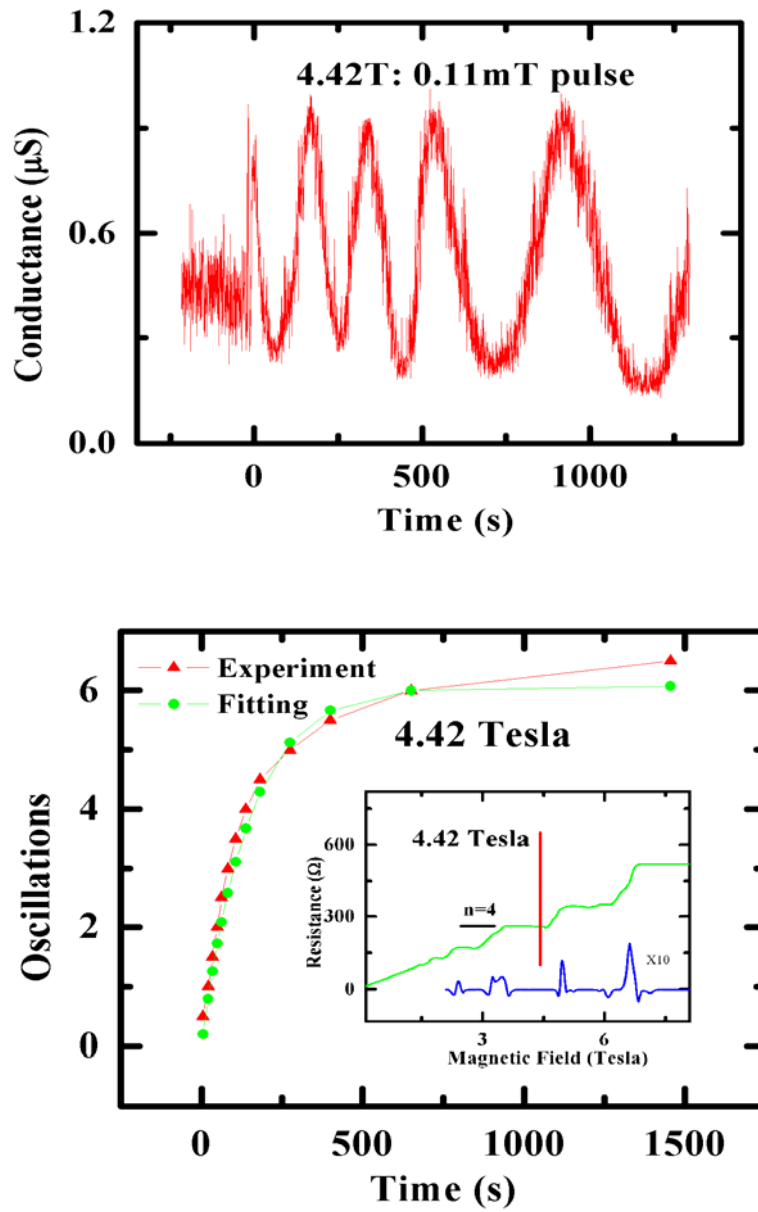 1.2
4.42T: 0.11mT pulse
0.6
0.0
Conductance (μS)
0 500 1000
Time (s)
Experiment
Fitting
4.42 Tesla
6
4
2
0
Oscillations
4.42 Tesla
600
300
0
Resistance (Ω)
n=4
X10
3 6
Magnetic Field (Tesla)
0 500 1000 1500
Time (s)